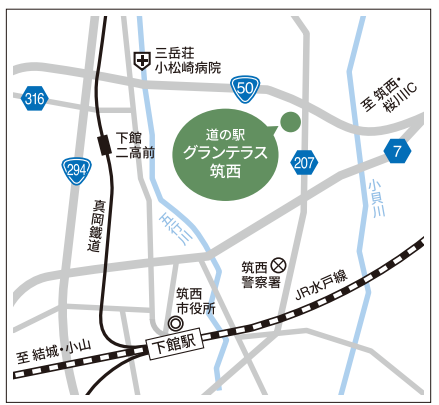 三岳荘
小松崎病院
50
至 筑西・
桜川IC
316
道の駅
グランテラス
筑西
下館
二高前
207
7
294
真岡鐵道
五行川
小貝川
筑西
警察署
JR水戸線
筑西
市役所
下館駅
至 結城・小山